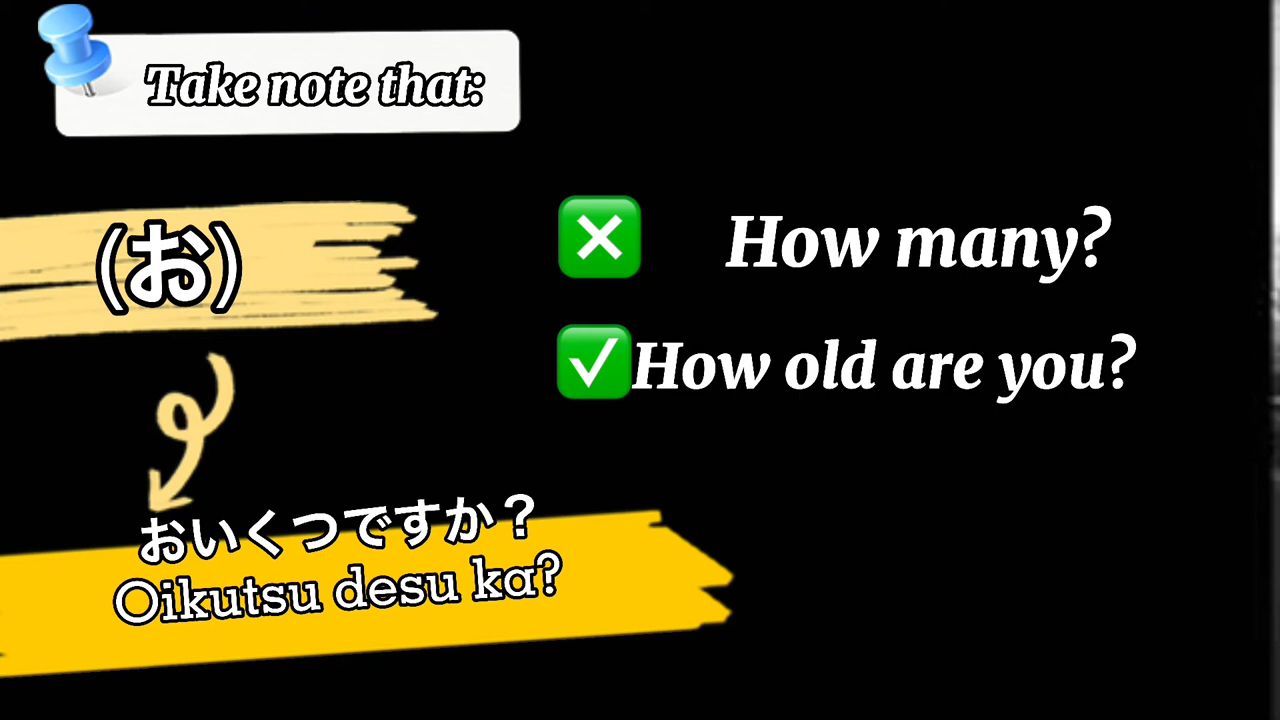 Take note that:
(お)
How many?
How old are you?
おいくつですか？
Oikutsu desu ka?